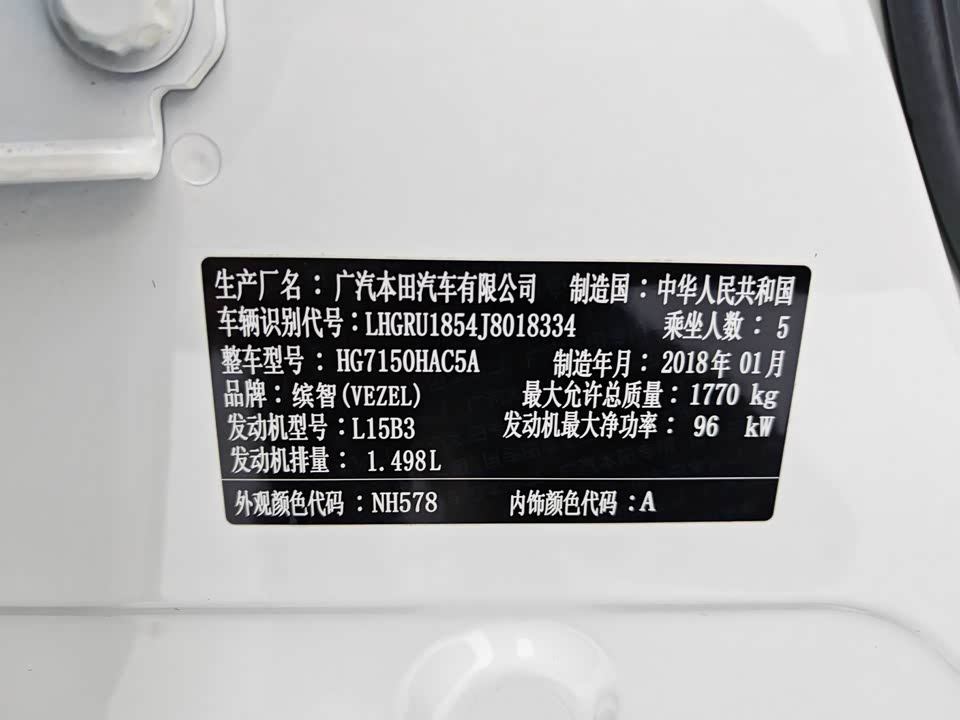 生产厂名：广汽本田汽车有限公司 制造国：中华人民共和国
车辆识别代号：LHGRU1854J8018334 乘坐人数：5
整车型号：HG7150HAC5A 制造年月：2018年01月
品牌：缤智(VEZEL) 最大允许总质量：1770 kg
发动机型号：L15B3 发动机最大净功率：96 kW
发动机排量：1.498L
外观颜色代码：NH578 内饰颜色代码：A